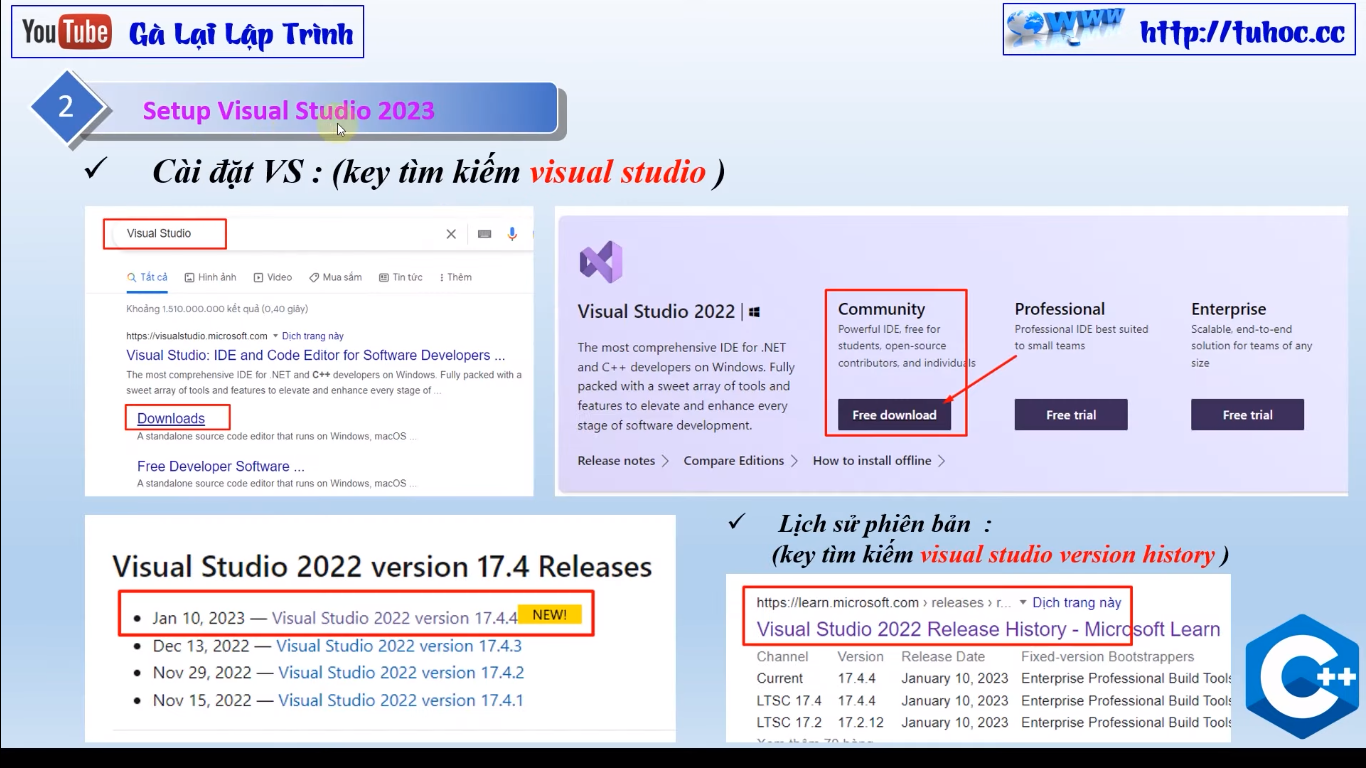 YouTube Gà Lại Lập Trình
WWW http://tuhoc.cc
2 Setup Visual Studio 2023
✓ Cài đặt VS : (key tìm kiếm visual studio )
Visual Studio
Tất cả Hình ảnh Video Mua sắm Tin tức Thêm
Khoảng 1.510.000.000 kết quả (0,40 giây)
https://visualstudio.microsoft.com Dịch trang này
Visual Studio: IDE and Code Editor for Software Developers ...
The most comprehensive IDE for .NET and C++ developers on Windows. Fully packed with a
sweet array of tools and features to elevate and enhance every stage of ...
Downloads
A standalone source code editor that runs on Windows, macOS ...
Free Developer Software ...
A standalone source code editor that runs on Windows, macOS ...
Visual Studio 2022 |
The most comprehensive IDE for .NET
and C++ developers on Windows. Fully
packed with a sweet array of tools and
features to elevate and enhance every
stage of software development.
Community
Powerful IDE, free for
students, open-source
contributors, and individuals
Free download
Professional
Professional IDE best suited
to small teams
Free trial
Enterprise
Scalable, end-to-end
solution for teams of any
size
Free trial
Release notes Compare Editions How to install offline
Visual Studio 2022 version 17.4 Releases
• Jan 10, 2023 — Visual Studio 2022 version 17.4.4 NEW!
• Dec 13, 2022 — Visual Studio 2022 version 17.4.3
• Nov 29, 2022 — Visual Studio 2022 version 17.4.2
• Nov 15, 2022 — Visual Studio 2022 version 17.4.1
✓ Lịch sử phiên bản :
(key tìm kiếm visual studio version history )
https://learn.microsoft.com › releases › r... Dịch trang này
Visual Studio 2022 Release History - Microsoft Learn
Channel Version Release Date Fixed-version Bootstrappers
Current 17.4.4 January 10, 2023 Enterprise Professional Build Tools
LTSC 17.4 17.4.4 January 10, 2023 Enterprise Professional Build Tools
LTSC 17.2 17.2.12 January 10, 2023 Enterprise Professional Build Tools
C++